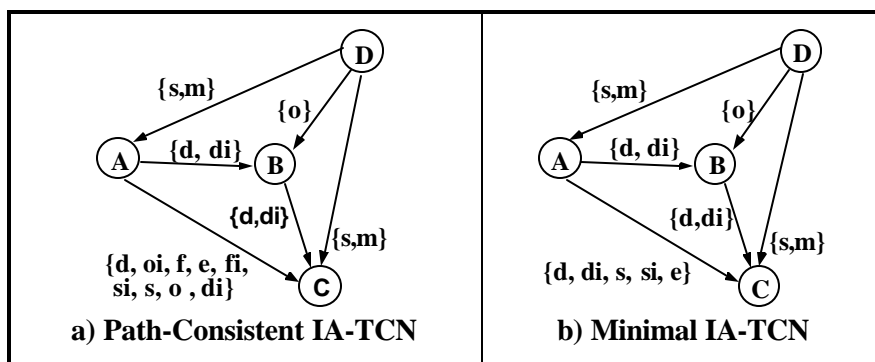 D
{s,m}
{o}
A
{d, di}
B
{d,di}
{s,m}
{d, oi, f, e, fi,
si, s, o , di}
C
a) Path-Consistent IA-TCN
D
{s,m}
{o}
A
{d, di}
B
{d,di}
{s,m}
{d, di, s, si, e}
C
b) Minimal IA-TCN